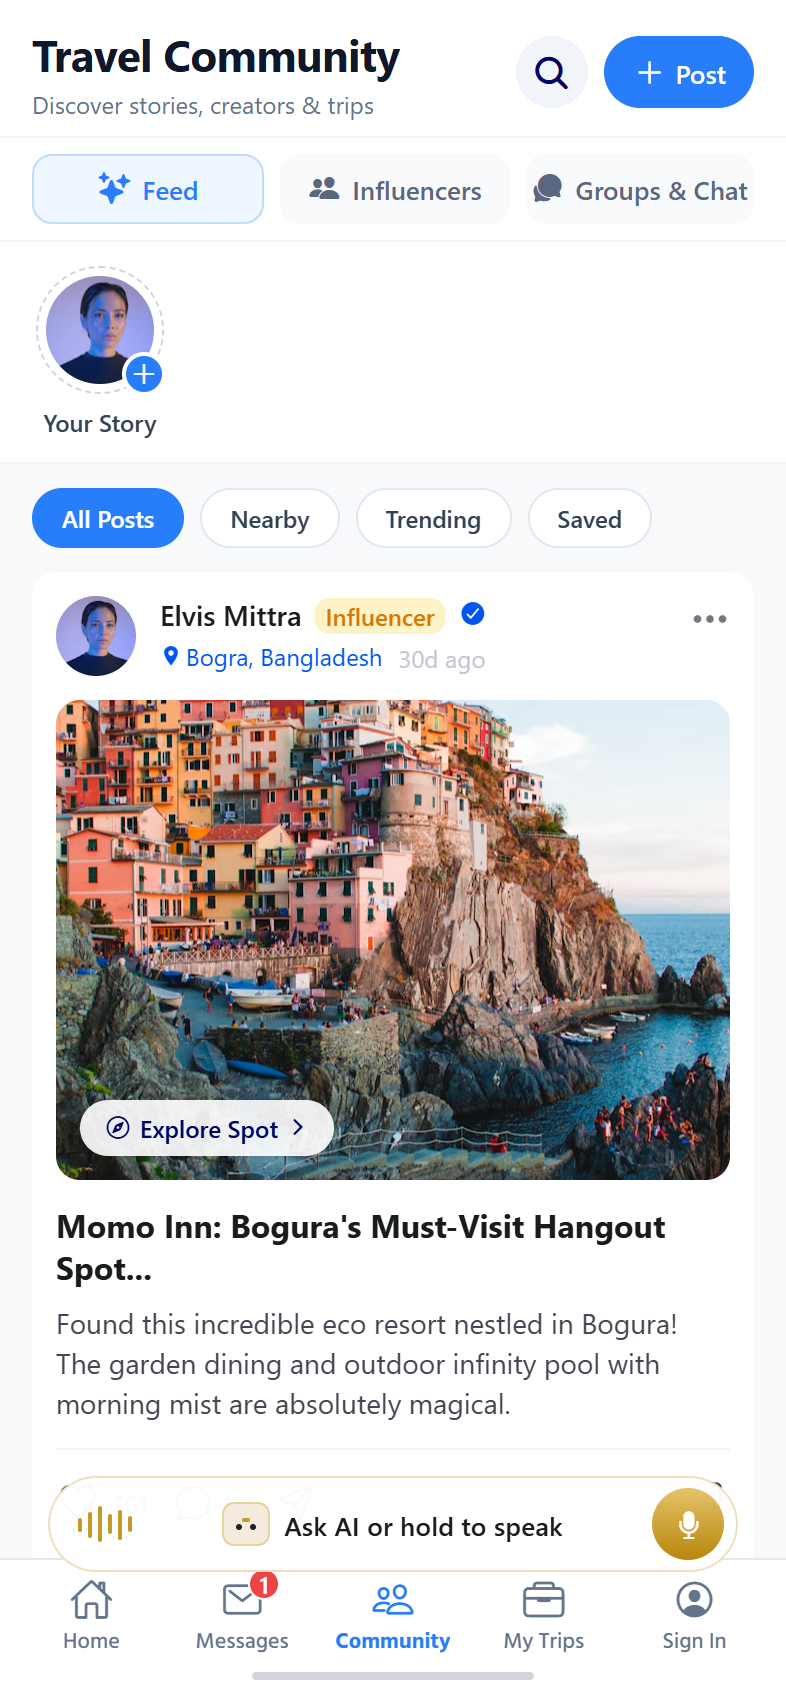 Travel Community
Discover stories, creators & trips
Post
Feed
Influencers
Groups & Chat
Your Story
All Posts
Nearby
Trending
Saved
Elvis Mittra
Influencer
Bogra, Bangladesh
30d ago
Explore Spot
Momo Inn: Bogura's Must-Visit Hangout
Spot...
Found this incredible eco resort nestled in Bogura!
The garden dining and outdoor infinity pool with
morning mist are absolutely magical.
Ask AI or hold to speak
1
Home
Messages
Community
My Trips
Sign In